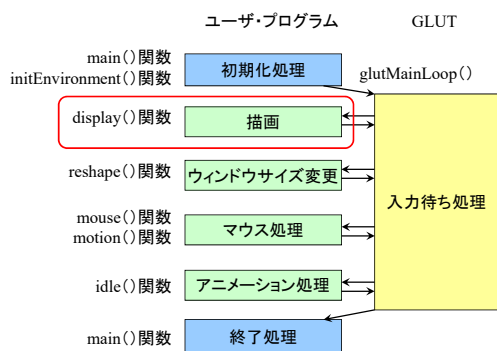 ユーザ・プログラム GLUT
main()関数
initEnvironment()関数
初期化処理
glutMainLoop()
display()関数
描画
reshape()関数
ウィンドウサイズ変更
入力待ち処理
mouse()関数
motion()関数
マウス処理
idle()関数
アニメーション処理
main()関数
終了処理